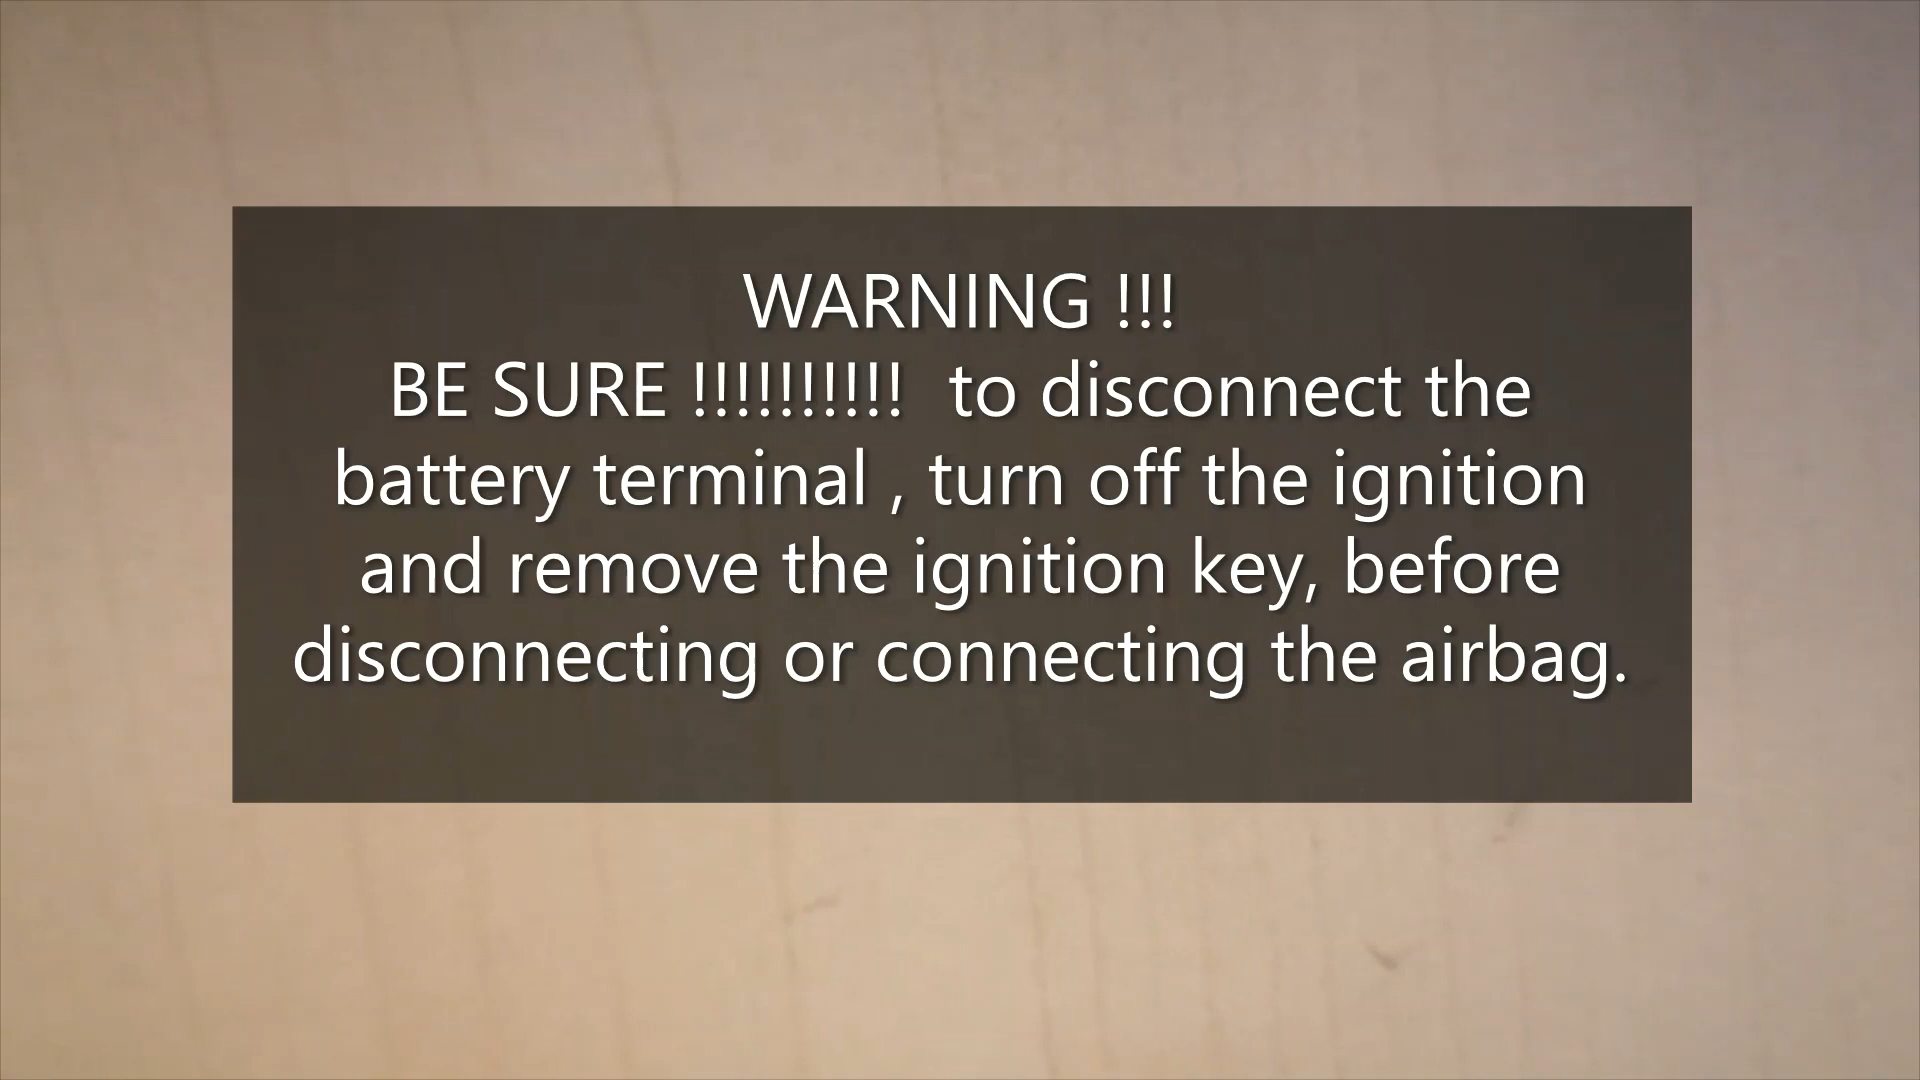 WARNING !!!
BE SURE !!!!!!!!!!  to disconnect the
battery terminal , turn off the ignition
and remove the ignition key, before
disconnecting or connecting the airbag.